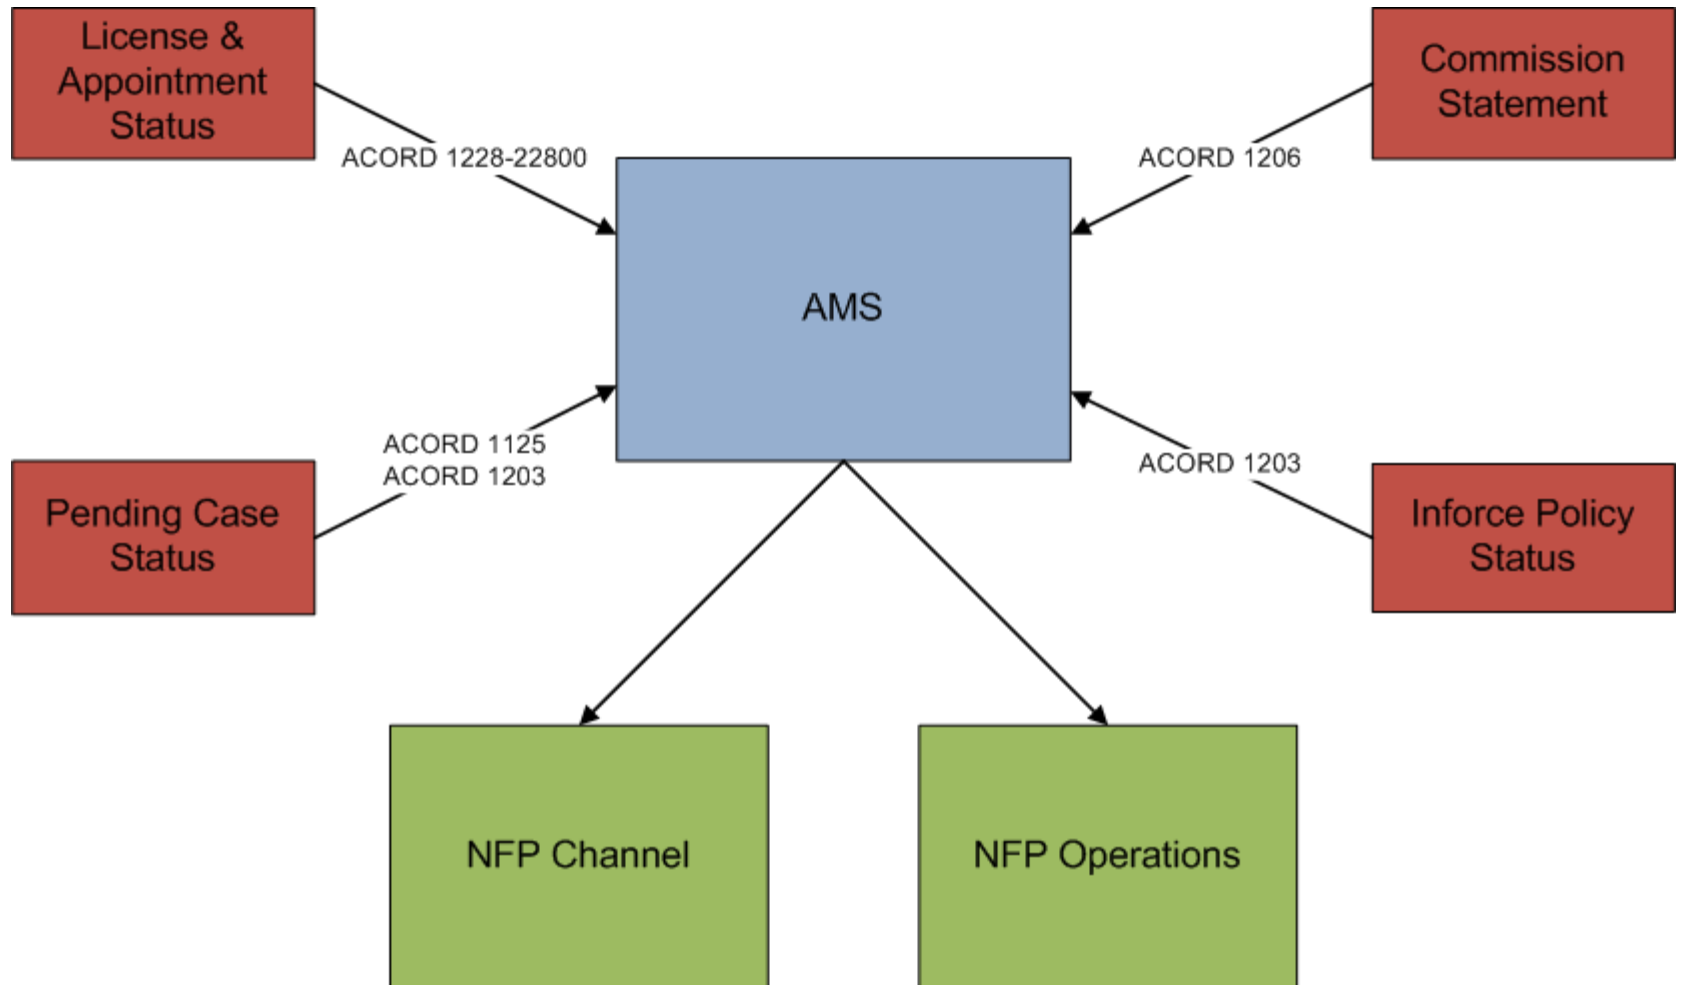 License &
Appointment
Status
Commission
Statement
ACORD 1228-22800
ACORD 1206
AMS
ACORD 1125
ACORD 1203
ACORD 1203
Pending Case
Status
Inforce Policy
Status
NFP Channel
NFP Operations